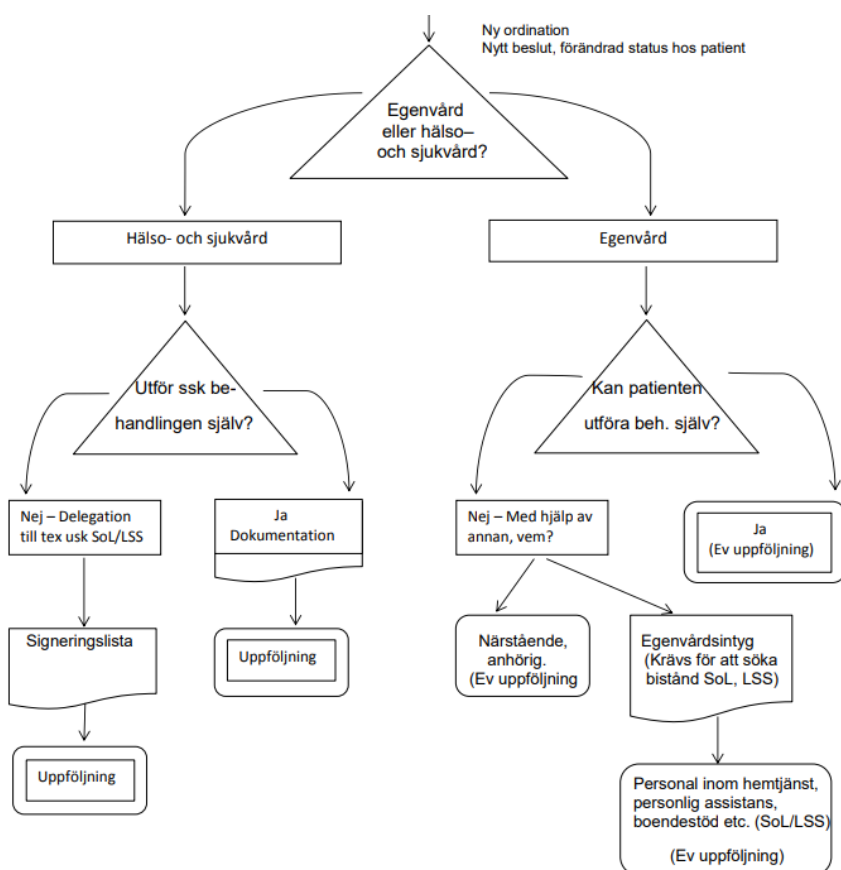 Ny ordination
Nytt beslut, förändrad status hos patient
Egenvård
eller hälso–
och sjukvård?
Hälso- och sjukvård
Egenvård
Utför ssk be-
handlingen själv?
Kan patienten
utföra beh. själv?
Nej – Delegation
till tex usk SoL/LSS
Ja
Dokumentation
Nej – Med hjälp av
annan, vem?
Ja
(Ev uppföljning)
Signeringslista
Uppföljning
Närstående,
anhörig.
(Ev uppföljning
Egenvårdsintyg
(Krävs för att söka
bistånd SoL, LSS)
Uppföljning
Personal inom hemtjänst,
personlig assistans,
boendestöd etc. (SoL/LSS)
(Ev uppföljning)